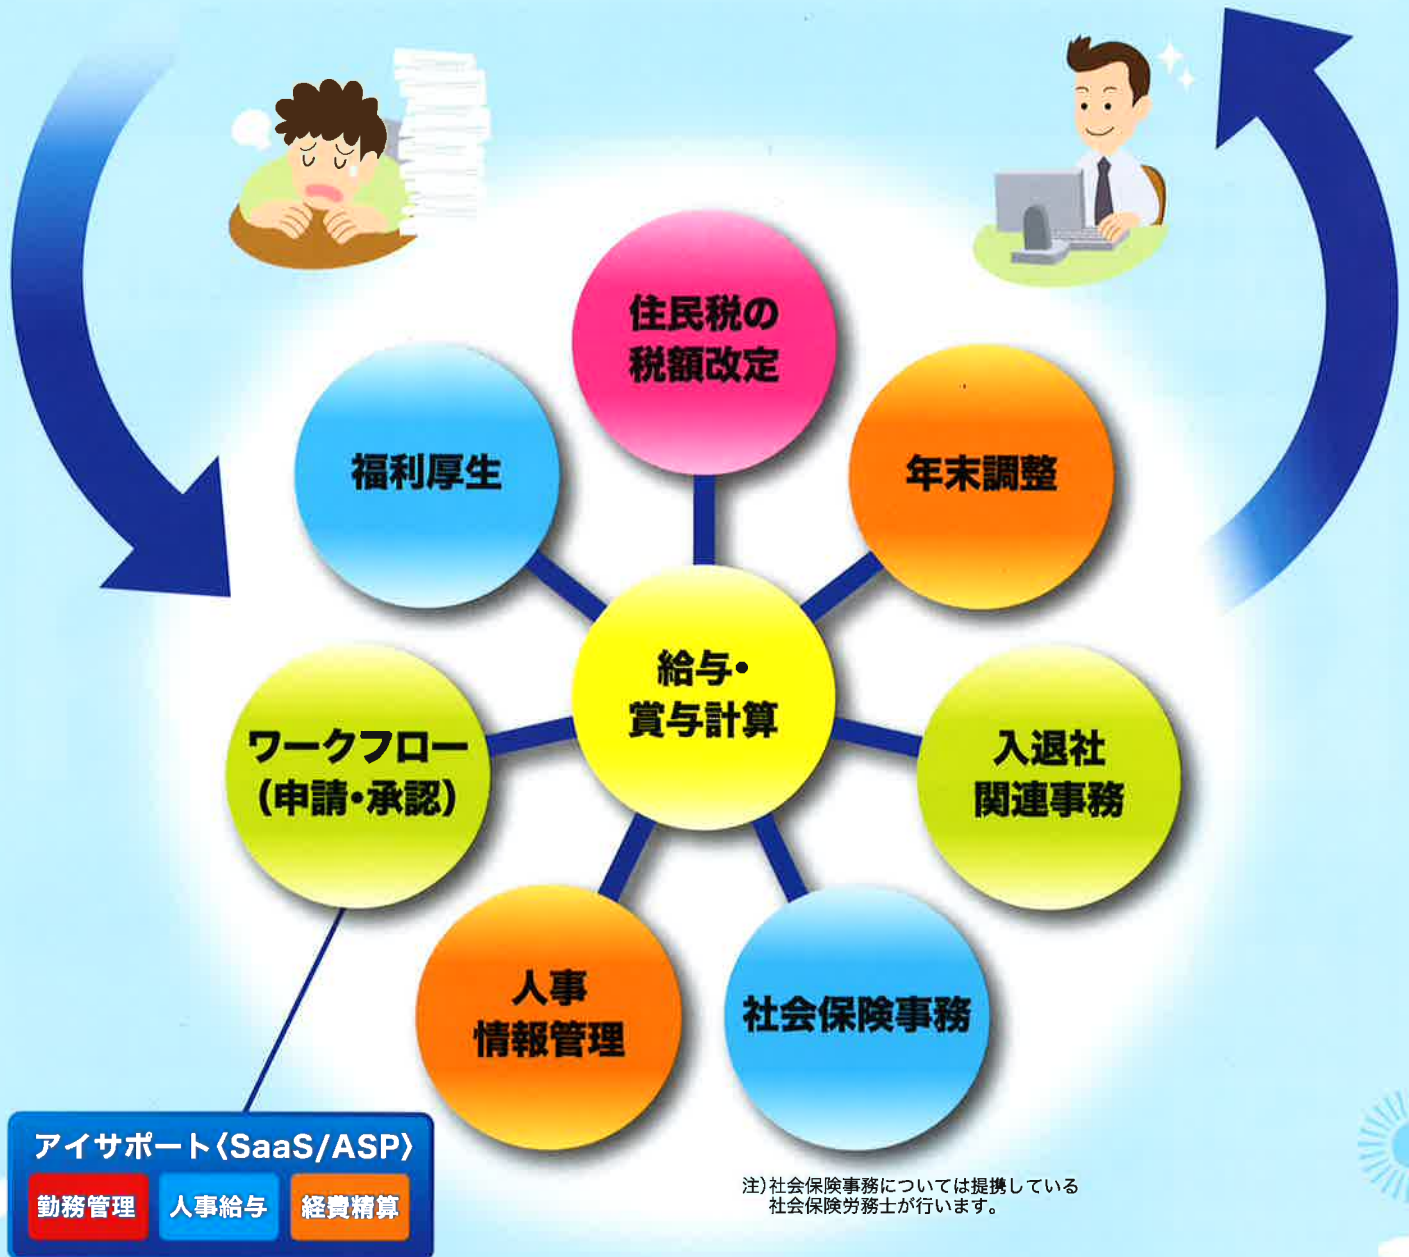 住民税の
税額改定
福利厚生
年末調整
給与・
賞与計算
ワークフロー
（申請・承認）
入退社
関連事務
人事
情報管理
社会保険事務
アイサポート〈SaaS/ASP〉
勤務管理
人事給与
経費精算
注）社会保険事務については提携している
社会保険労務士が行います。